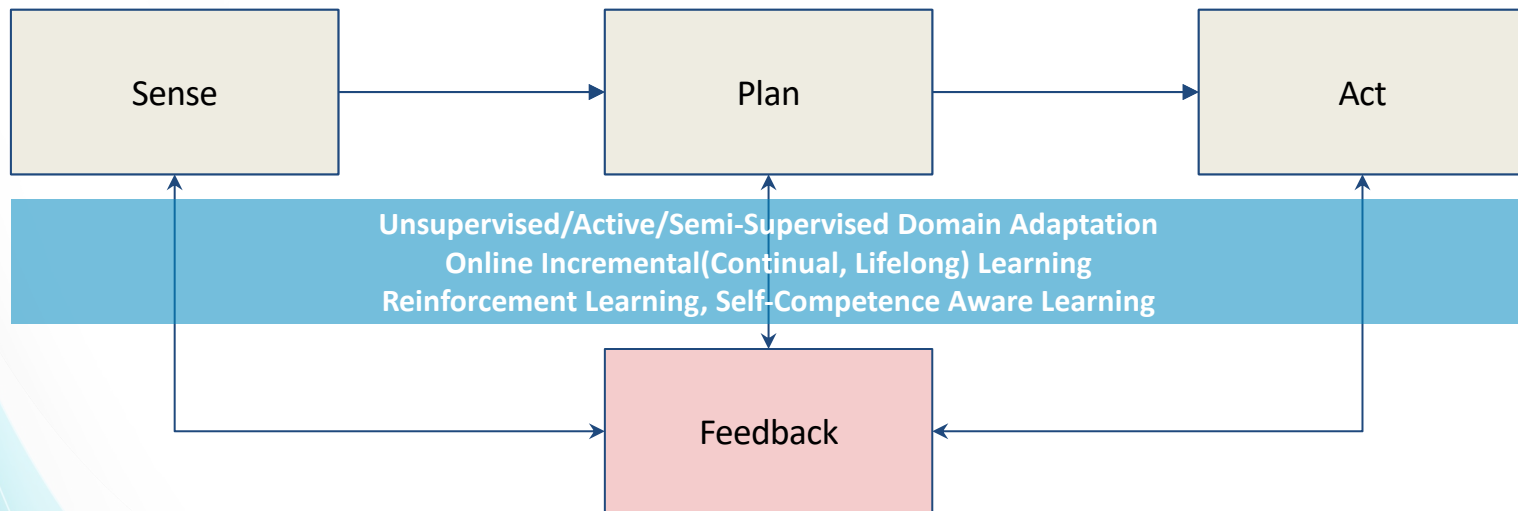 Sense
Plan
Act
Unsupervised/Active/Semi-Supervised Domain Adaptation
Online Incremental(Continual, Lifelong) Learning
Reinforcement Learning, Self-Competence Aware Learning
Feedback